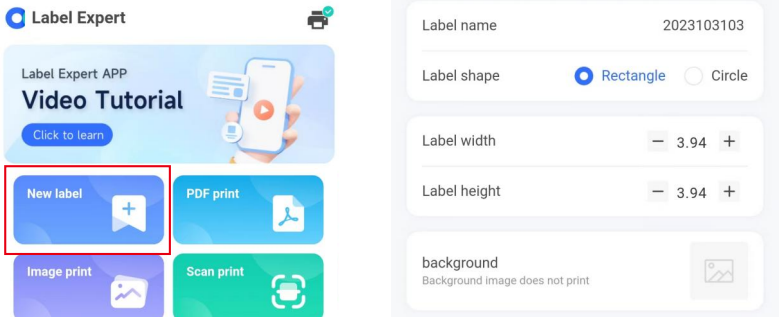 Label Expert
Label Expert APP
Video Tutorial
Click to learn
New label
PDF print
Image print
Scan print
Label name 2023103103
Label shape Rectangle Circle
Label width 3.94
Label height 3.94
background
Background image does not print